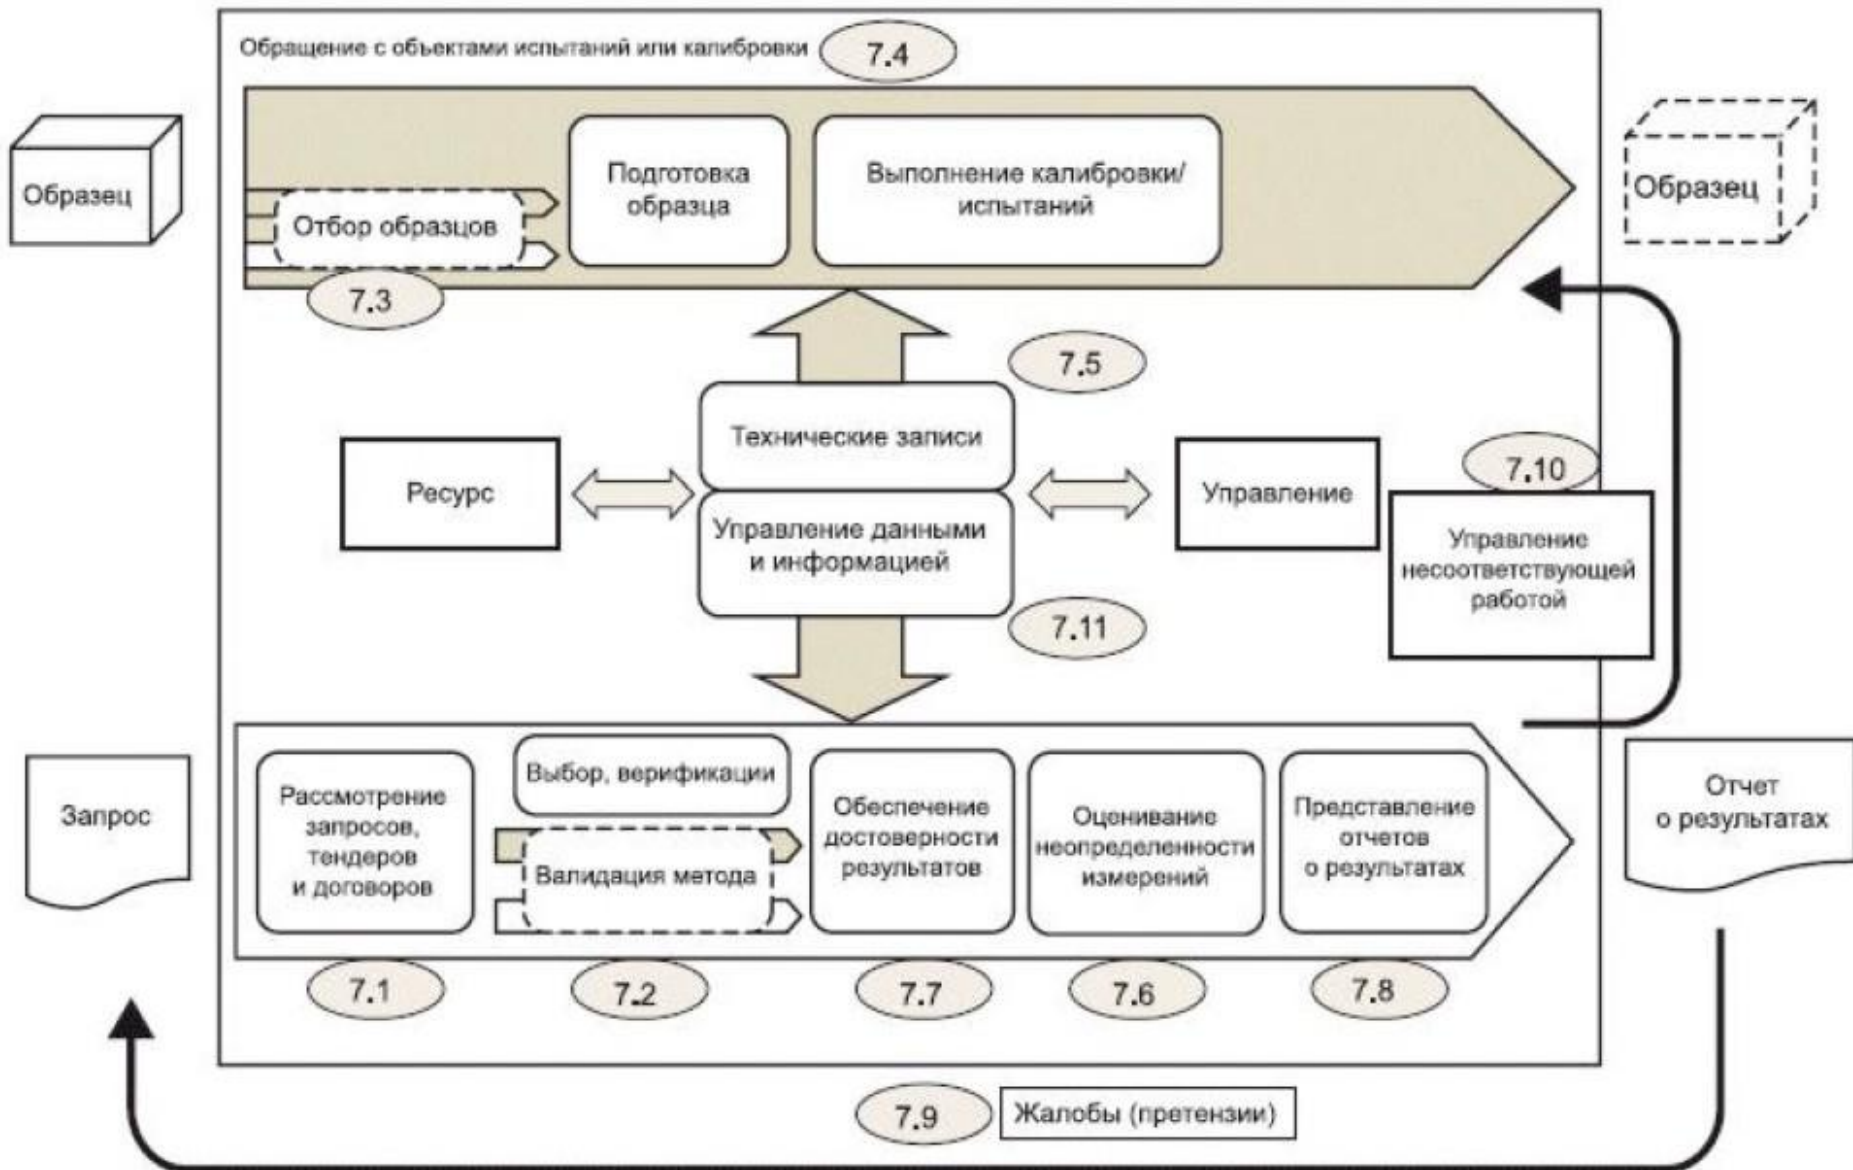 Обращение с объектами испытаний или калибровки
7.4
Образец
Отбор образцов
7.3
Подготовка
образца
Выполнение калибровки/
испытаний
Образец
7.5
Технические записи
Ресурс
Управление
Управление данными
и информацией
7.11
7.10
Управление
несоответствующей
работой
Запрос
Рассмотрение
запросов,
тендеров
и договоров
Выбор, верификации
Валидация метода
Обеспечение
достоверности
результатов
Оценивание
неопределенности
измерений
Представление
отчетов
о результатах
Отчет
о результатах
7.1
7.2
7.7
7.6
7.8
7.9
Жалобы (претензии)